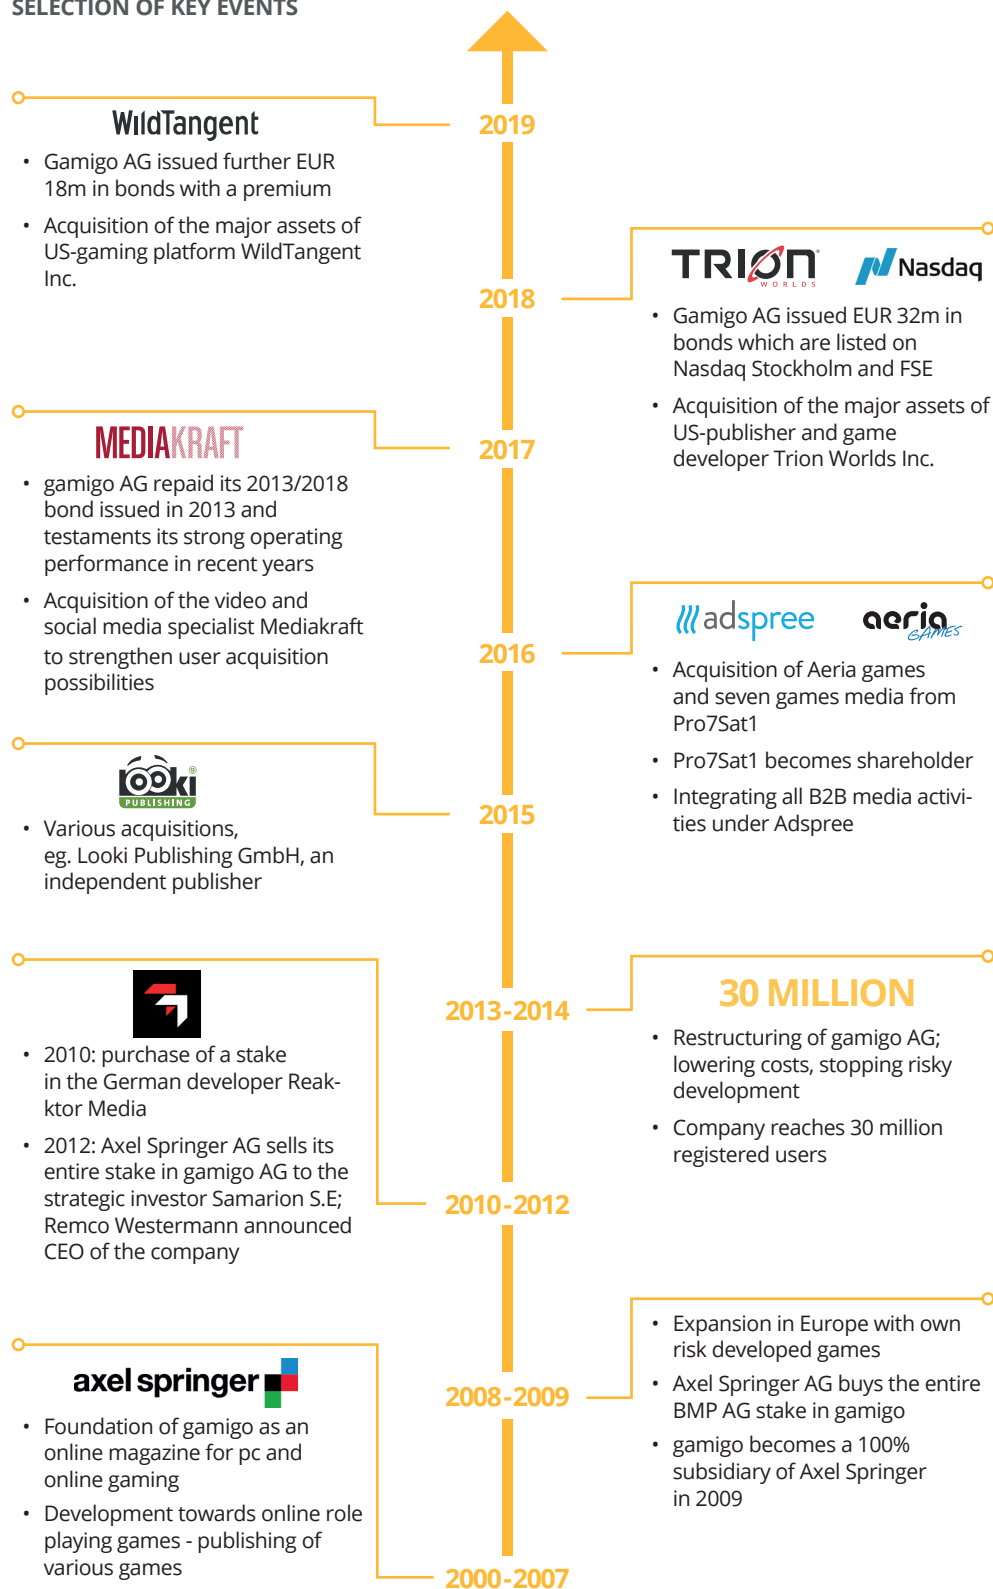 SELECTION OF KEY EVENTS
2019
WildTangent
• Gamigo AG issued further EUR
18m in bonds with a premium
• Acquisition of the major assets of
US-gaming platform WildTangent
Inc.
2018
TRION
WORLDS
Nasdaq
• Gamigo AG issued EUR 32m in
bonds which are listed on
Nasdaq Stockholm and FSE
• Acquisition of the major assets of
US-publisher and game
developer Trion Worlds Inc.
2017
MEDIAKRAFT
• gamigo AG repaid its 2013/2018
bond issued in 2013 and
testaments its strong operating
performance in recent years
• Acquisition of the video and
social media specialist Mediakraft
to strengthen user acquisition
possibilities
2016
adspree
aeria
GAMES
• Acquisition of Aeria games
and seven games media from
Pro7Sat1
• Pro7Sat1 becomes shareholder
• Integrating all B2B media activi-
ties under Adspree
2015
looki
PUBLISHING
• Various acquisitions,
eg. Looki Publishing GmbH, an
independent publisher
2013-2014
30 MILLION
• Restructuring of gamigo AG;
lowering costs, stopping risky
development
• Company reaches 30 million
registered users
2010-2012
• 2010: purchase of a stake
in the German developer Reak-
ktor Media
• 2012: Axel Springer AG sells its
entire stake in gamigo AG to the
strategic investor Samarion S.E;
Remco Westermann announced
CEO of the company
2008-2009
• Expansion in Europe with own
risk developed games
• Axel Springer AG buys the entire
BMP AG stake in gamigo
• gamigo becomes a 100%
subsidiary of Axel Springer
in 2009
2000-2007
axel springer
• Foundation of gamigo as an
online magazine for pc and
online gaming
• Development towards online role
playing games - publishing of
various games